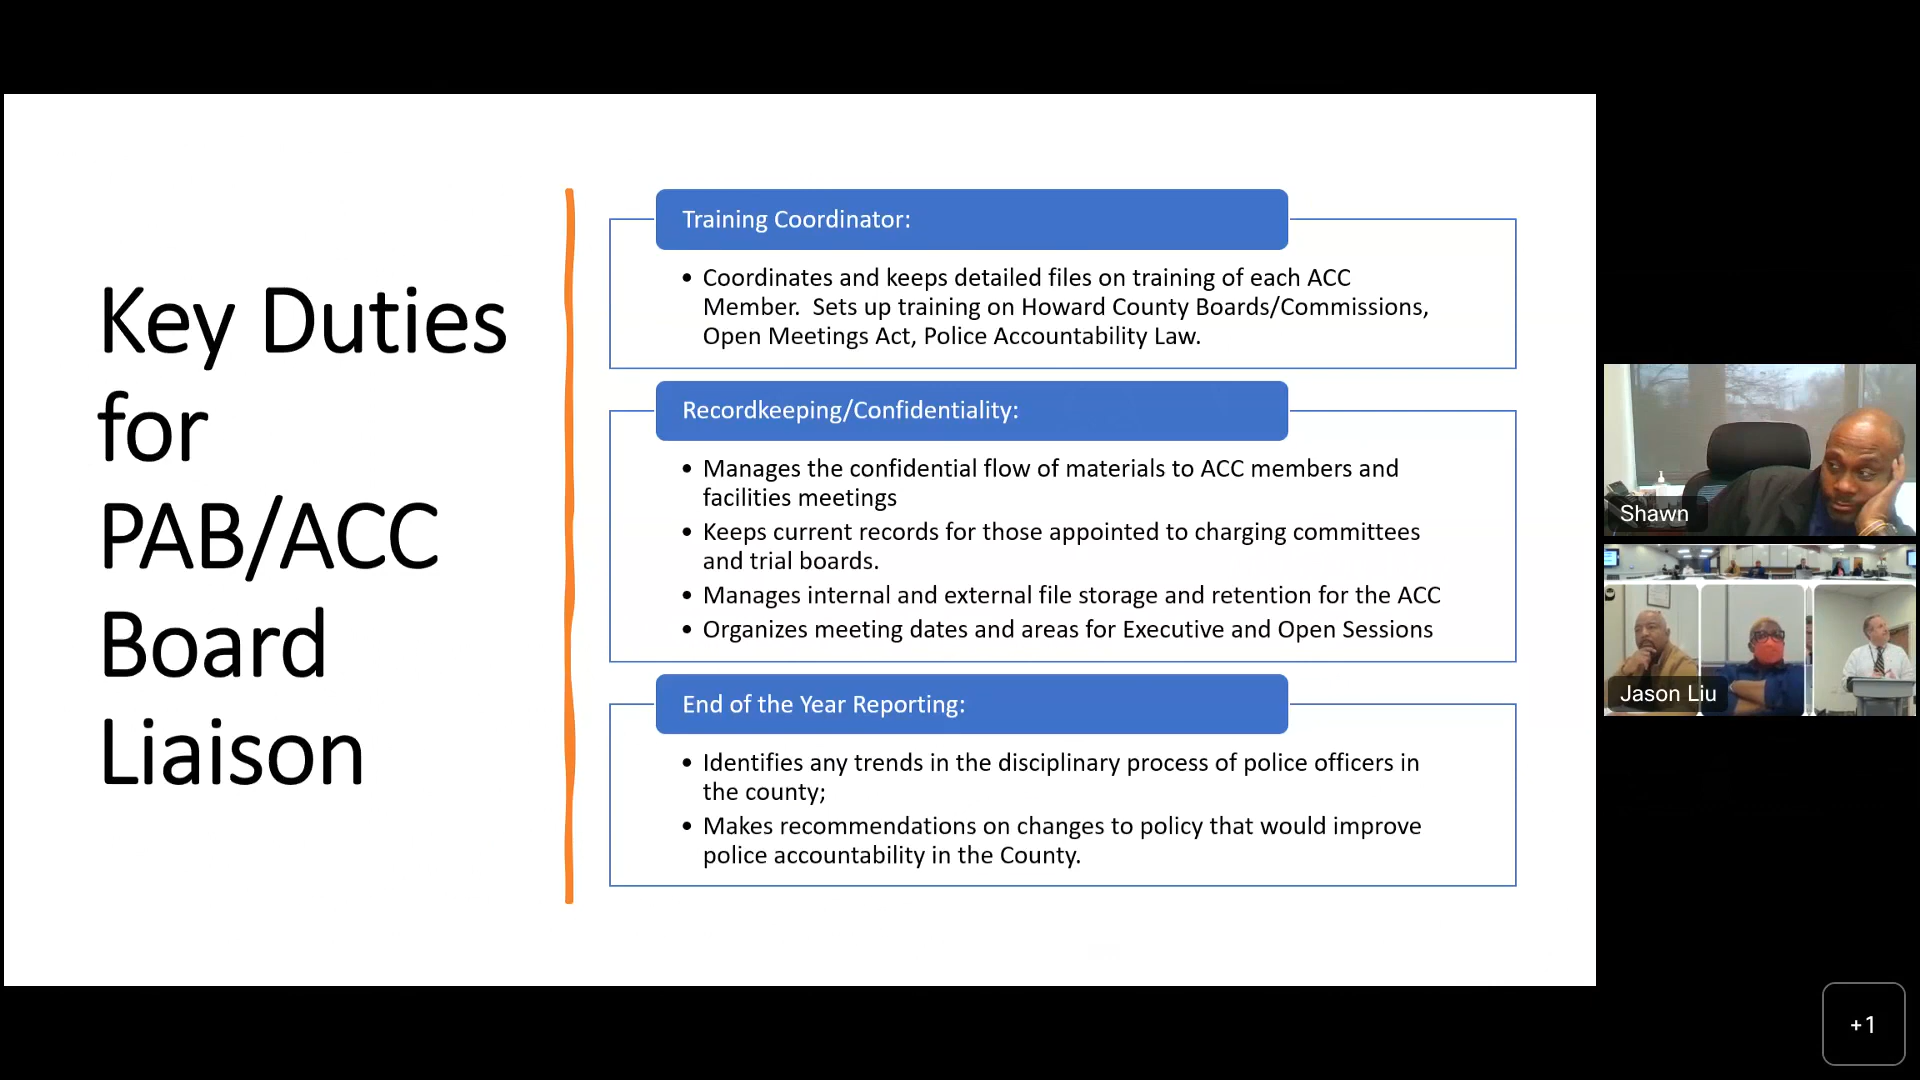 Key Duties
for
PAB/ACC
Board
Liaison
Training Coordinator:
• Coordinates and keeps detailed files on training of each ACC
Member.  Sets up training on Howard County Boards/Commissions,
Open Meetings Act, Police Accountability Law.
Recordkeeping/Confidentiality:
• Manages the confidential flow of materials to ACC members and
facilities meetings
• Keeps current records for those appointed to charging committees
and trial boards.
• Manages internal and external file storage and retention for the ACC
• Organizes meeting dates and areas for Executive and Open Sessions
End of the Year Reporting:
• Identifies any trends in the disciplinary process of police officers in
the county;
• Makes recommendations on changes to policy that would improve
police accountability in the County.
Shawn
Jason Liu
+1